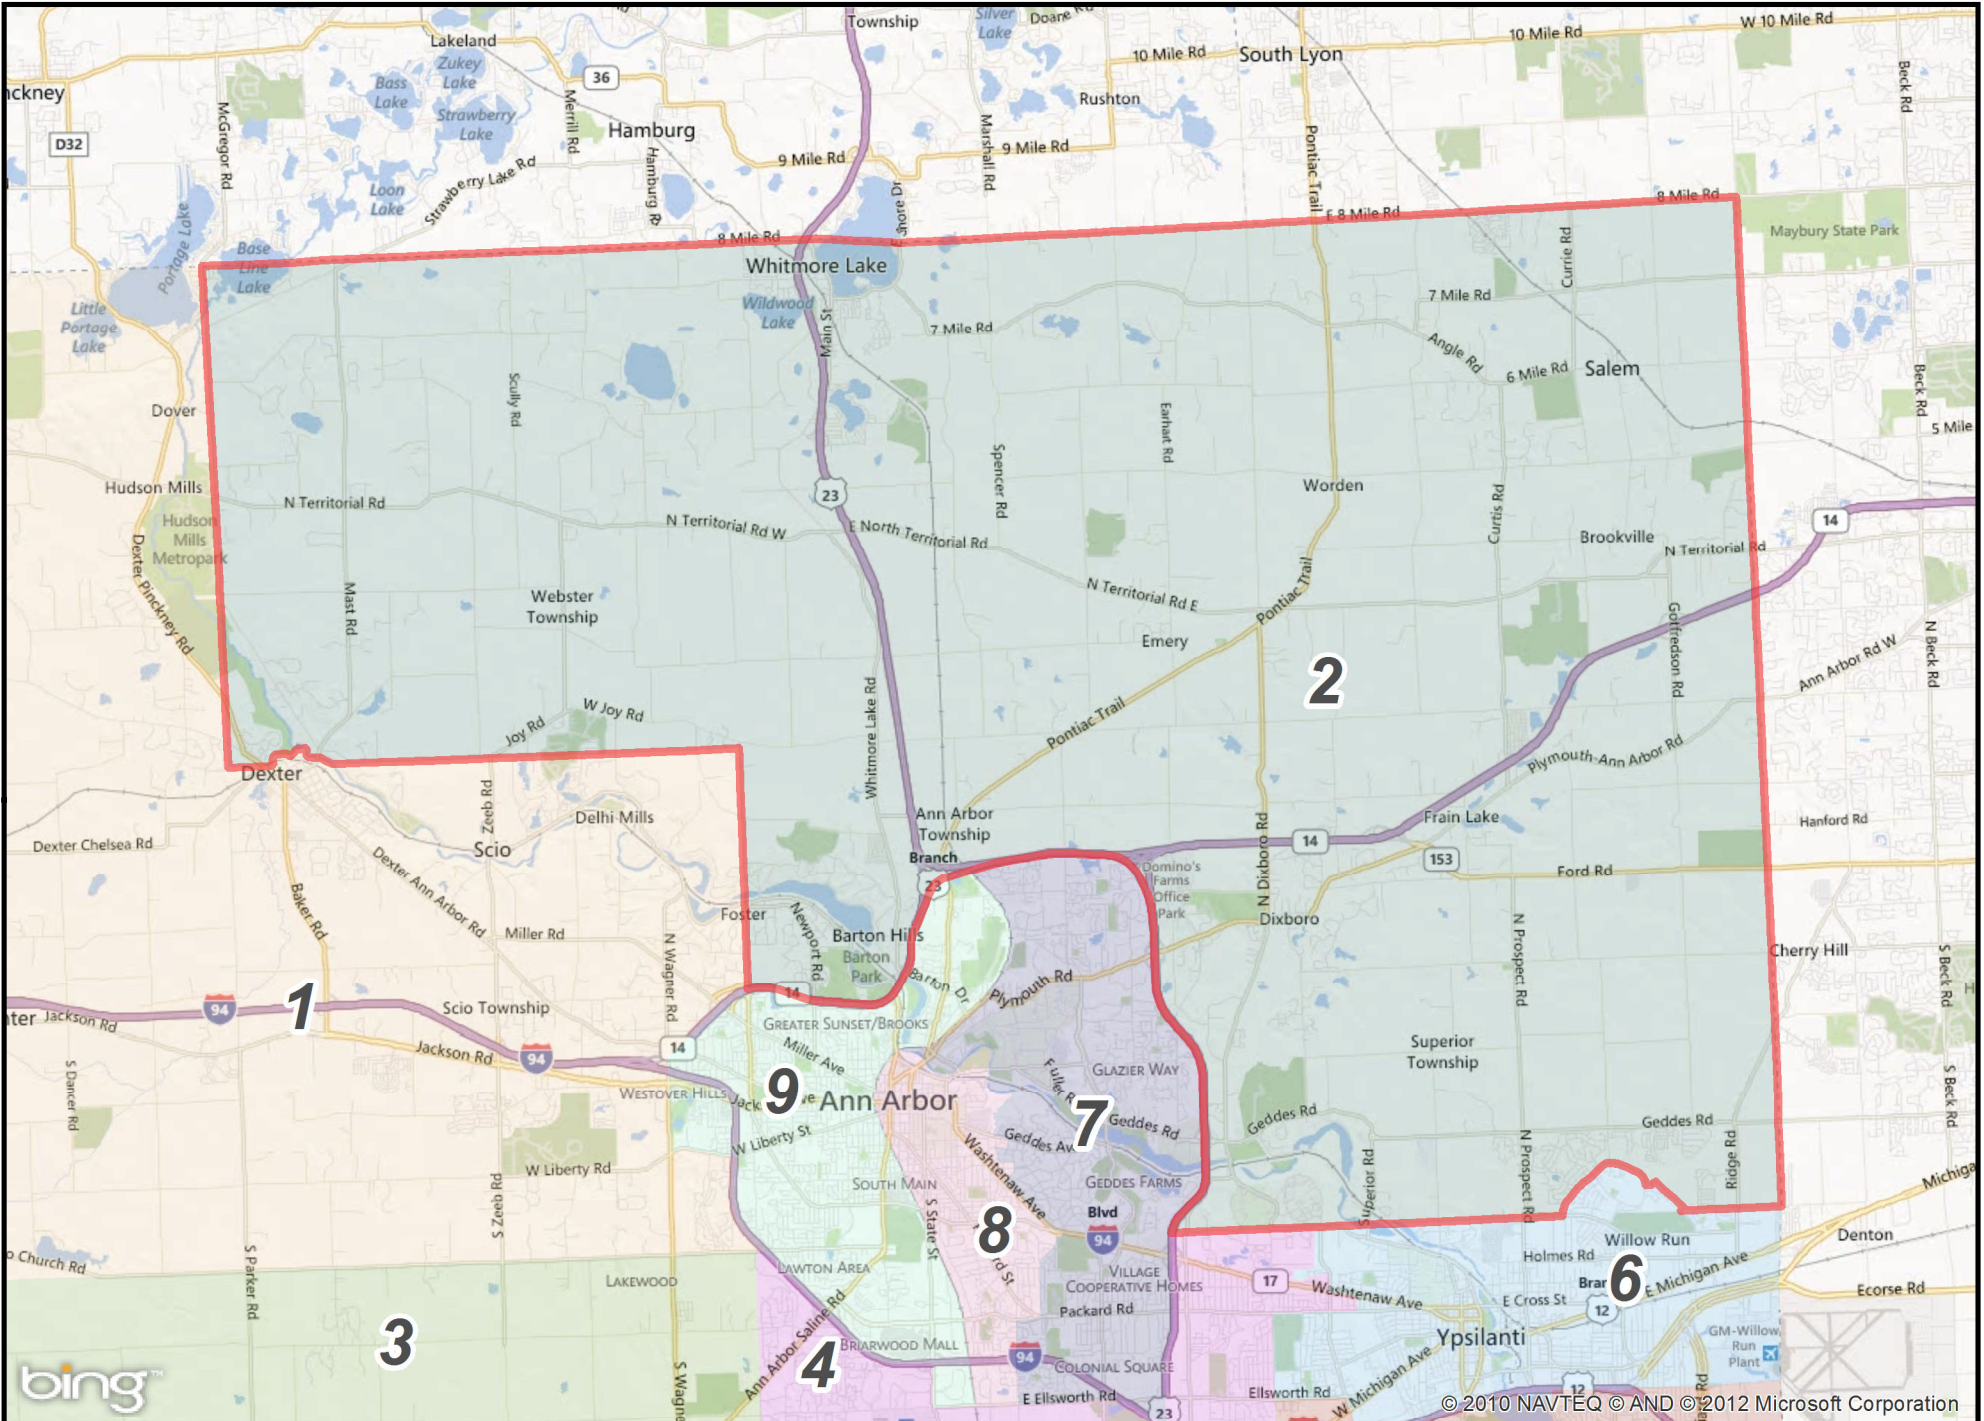 Township
Silver
Lake
Doane Rd
W 10 Mile Rd
10 Mile Rd
Lakeland
Zukey
Lake
10 Mile Rd
South Lyon
36
Bass
Lake
nckney
Rushton
Beck Rd
McGregor Rd
Merrill Rd
Strawberry
Lake
Hamburg
D32
Marshall Rd
9 Mile Rd
9 Mile Rd
Pontiac Trail
Hamburg R
Strawberry Lake Rd
Loon
Lake
E Shore Dr
8 Mile Rd
E 8 Mile Rd
Portage Lake
8 Mile Rd
Maybury State Park
Base
Line
Lake
Currie Rd
Whitmore Lake
Little
Portage
Lake
Wildwood
Lake
7 Mile Rd
7 Mile Rd
Main St
Angle Rd
6 Mile Rd
Salem
Beck Rd
Scully Rd
Dover
Earhart Rd
5 Mile
Spencer Rd
Hudson Mills
Worden
23
N Territorial Rd
Curtis Rd
14
Hudson
Mills
Metropark
N Territorial Rd W
E North Territorial Rd
Brookville
N Territorial Rd
Dexter Pinckney Rd
Mast Rd
Webster
Township
N Territorial Rd E
Pontiac Trail
Gotfredson Rd
Emery
N Beck Rd
Ann Arbor Rd W
2
Whitmore Lake Rd
W Joy Rd
Joy Rd
Pontiac Trail
Plymouth-Ann Arbor Rd
Dexter
N Zeeb Rd
Delhi Mills
Ann Arbor
Township
Frain Lake
Hanford Rd
N Dixboro Rd
14
Dexter Chelsea Rd
Scio
Branch
153
Domino's
Farms
Office
Park
Ford Rd
Dexter Ann Arbor Rd
23
Baker Rd
Foster
Newport Rd
Dixboro
Miller Rd
Barton Hills
Barton
Park
N Prospect Rd
Cherry Hill
N Wagner Rd
Barton Dr
Plymouth Rd
S Beck Rd
H
14
1
94
Scio Township
nter
Jackson Rd
GREATER SUNSET/BROOKS
Superior
Township
14
Miller Ave
94
Jackson Rd
GLAZIER WAY
S Dancer Rd
WESTOVER HILLS
Fuller R
S Beck Rd
9
Jack
ve
Ann Arbor
7
Geddes Rd
Geddes Rd
Geddes Rd
W Liberty St
Geddes Av
W Liberty Rd
Washtenaw Ave
N Prospect Rd
Ridge Rd
Superior Rd
Michiga
SOUTH MAIN
GEDDES FARMS
S Zeeb Rd
S State St
Blvd
8
94
Denton
Willow Run
o Church Rd
S Parker Rd
LAWTON AREA
rd St
Holmes Rd
VILLAGE
COOPERATIVE HOMES
LAKEWOOD
17
Bran
6
E Michigan Ave
Ecorse Rd
Washtenaw Ave
E Cross St
12
Packard Rd
3
Ann Arbor Saline Rd
BRIARWOOD MALL
Ypsilanti
GM-Willow
Run
Plant
94
COLONIAL SQUARE
4
bing™
S Wagne
E Ellsworth Rd
Ellsworth Rd
W Michigan Ave
12
Rd
23
© 2010 NAVTEQ © AND © 2012 Microsoft Corporation